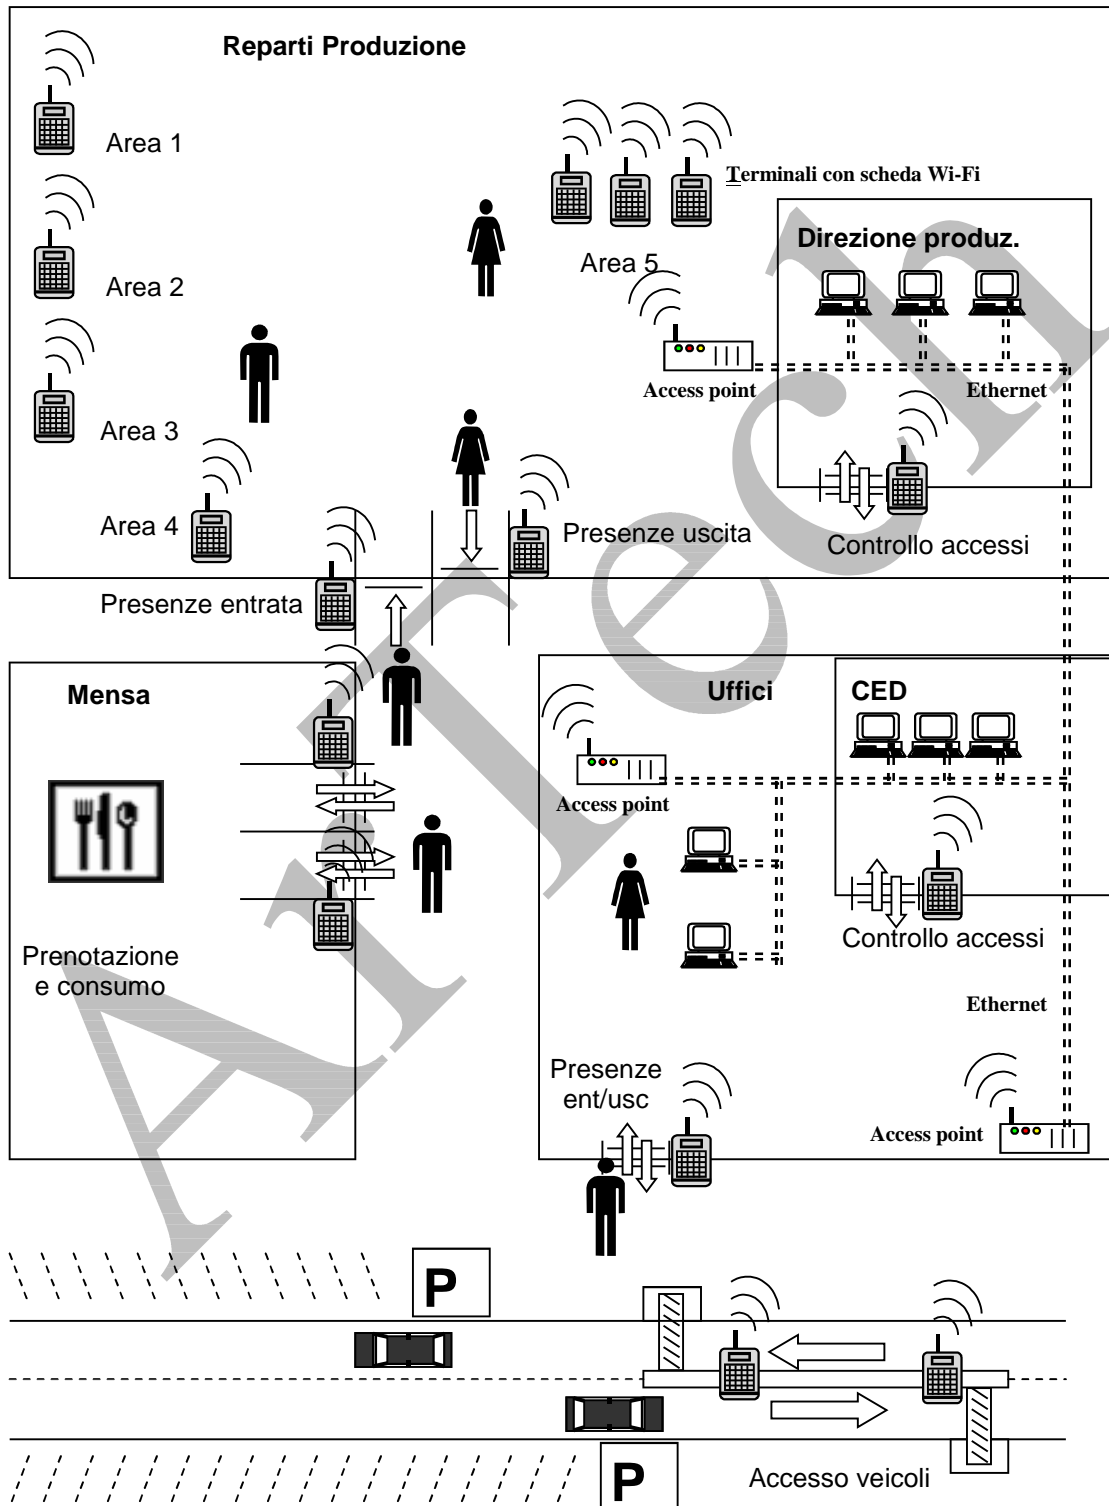 Reparti Produzione
Area 1
Terminali con scheda Wi-Fi
Direzione produz.
Area 2
Area 5
Access point
Ethernet
Area 3
Area 4
Presenze uscita
Controllo accessi
Presenze entrata
Mensa
Uffici
CED
Access point
Prenotazione
e consumo
Controllo accessi
Ethernet
Presenze
ent/usc
Access point
P
P
Accesso veicoli
ArTech